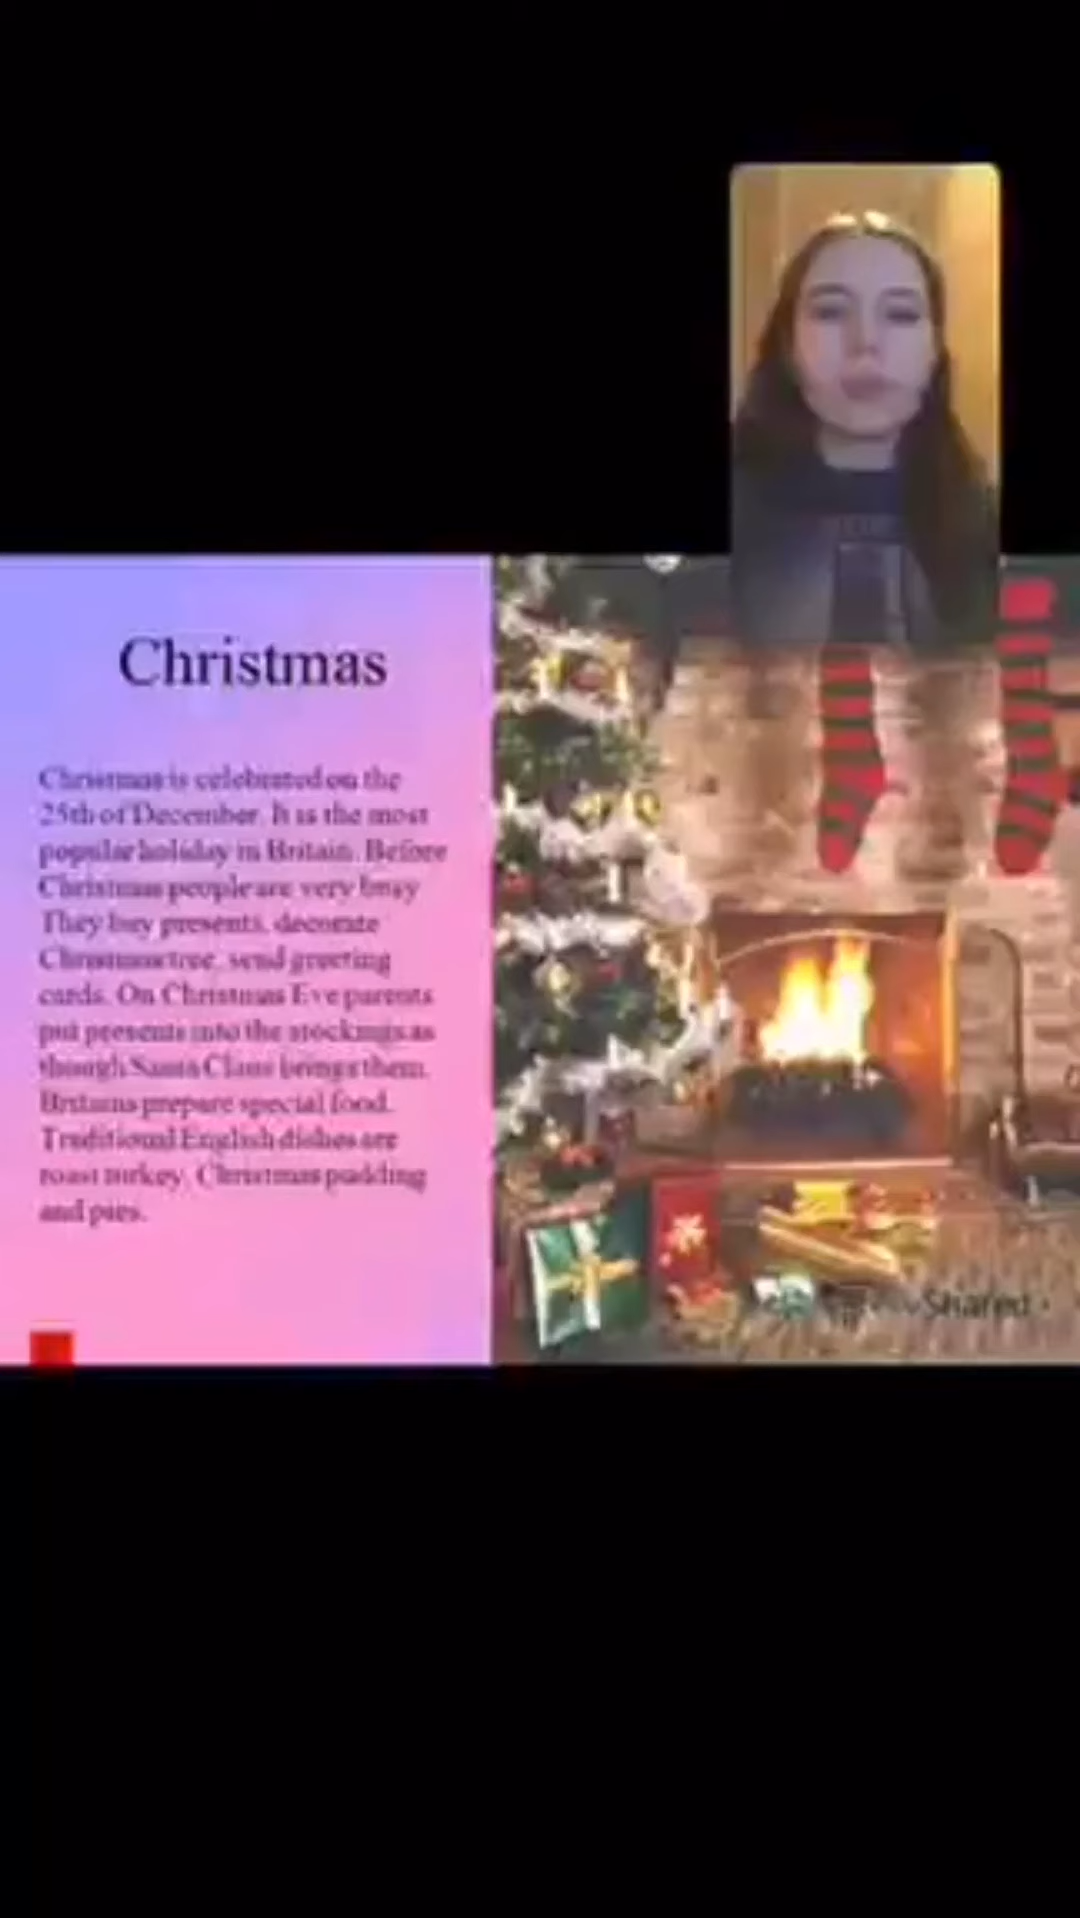 Christmas
Christmas is celebrated on the
25th of December. It is the most
popular holiday in Britain. Before
Christmas people are very busy
They buy presents, decorate
Christmas tree, send greeting
cards. On Christmas Eve parents
put presents into the stockings as
though Santa Claus brings them.
Britains prepare special food.
Traditional English dishes are
roast turkey, Christmas pudding
and pies.
Shared